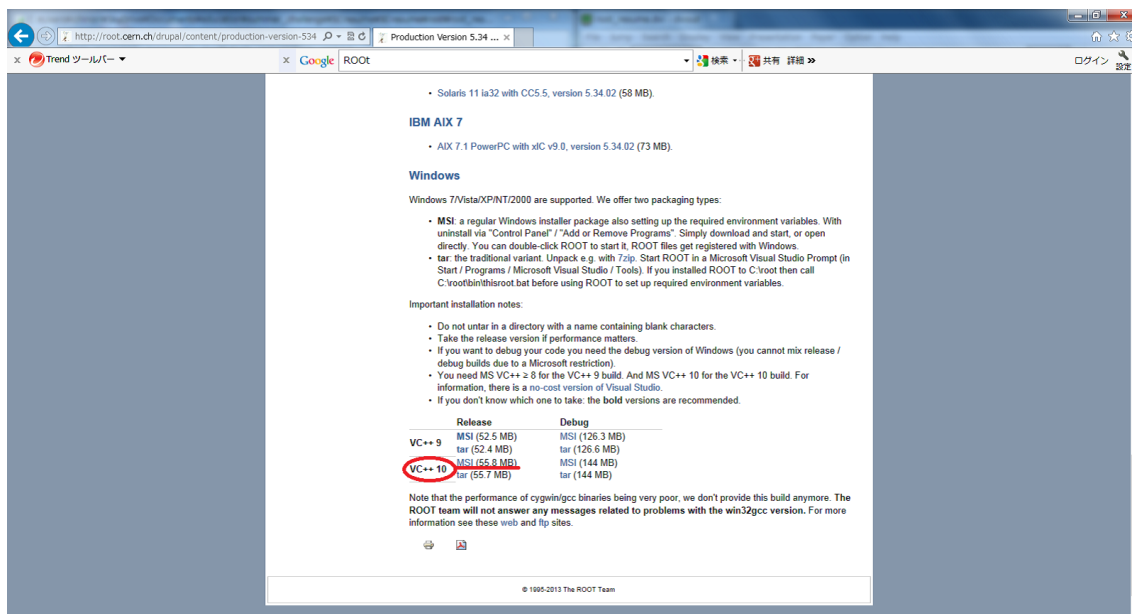 http://root.cern.ch/drupal/content/production-version-534
Production Version 5.34 ... ×
x Trend ツールバー ▼
x Google ROOt 検索 共有 詳細 »
ログイン 設定
• Solaris 11 ia32 with CC5.5, version 5.34.02 (58 MB).
IBM AIX 7
• AIX 7.1 PowerPC with xlC v9.0, version 5.34.02 (73 MB).
Windows
Windows 7/Vista/XP/NT/2000 are supported. We offer two packaging types:
• MSI: a regular Windows installer package also setting up the required environment variables. With
uninstall via "Control Panel" / "Add or Remove Programs". Simply download and start, or open
directly. You can double-click ROOT to start it, ROOT files get registered with Windows.
• tar: the traditional variant. Unpack e.g. with 7zip. Start ROOT in a Microsoft Visual Studio Prompt (in
Start / Programs / Microsoft Visual Studio / Tools). If you installed ROOT to C:\root then call
C:\root\bin\thisroot.bat before using ROOT to set up required environment variables.
Important installation notes:
• Do not untar in a directory with a name containing blank characters.
• Take the release version if performance matters.
• If you want to debug your code you need the debug version of Windows (you cannot mix release /
debug builds due to a Microsoft restriction).
• You need MS VC++ ≥ 8 for the VC++ 9 build. And MS VC++ 10 for the VC++ 10 build. For
information, there is a no-cost version of Visual Studio.
• If you don't know which one to take: the bold versions are recommended.
Release Debug
VC++ 9 MSI (52.5 MB) MSI (126.3 MB)
tar (52.4 MB) tar (126.6 MB)
VC++ 10 MSI (55.8 MB) MSI (144 MB)
tar (55.7 MB) tar (144 MB)
Note that the performance of cygwin/gcc binaries being very poor, we don't provide this build anymore. The
ROOT team will not answer any messages related to problems with the win32gcc version. For more
information see these web and ftp sites.
© 1995-2013 The ROOT Team